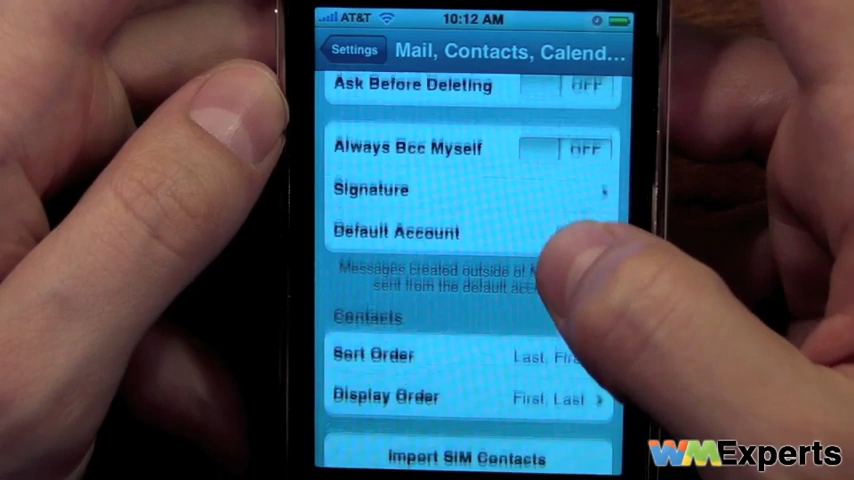 AT&T 10:12 AM
Settings Mail, Contacts, Calend...
Ask Before Deleting OFF
Always Bcc Myself OFF
Signature
Default Account
Messages created outside of
sent from the default
Contacts
Sort Order Last,
Display Order First, Last
Import SIM Contacts
WMExperts